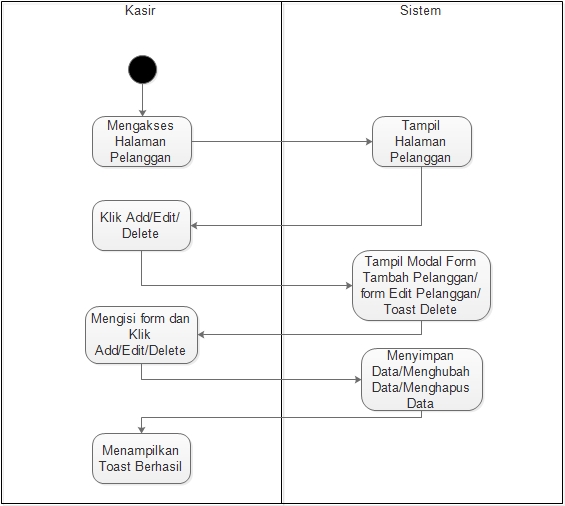 Kasir
Sistem
Mengakses
Halaman
Pelanggan
Tampil
Halaman
Pelanggan
Klik Add/Edit/
Delete
Tampil Modal Form
Tambah Pelanggan/
form Edit Pelanggan/
Toast Delete
Mengisi form dan
Klik
Add/Edit/Delete
Menyimpan
Data/Menghubah
Data/Menghapus
Data
Menampilkan
Toast Berhasil